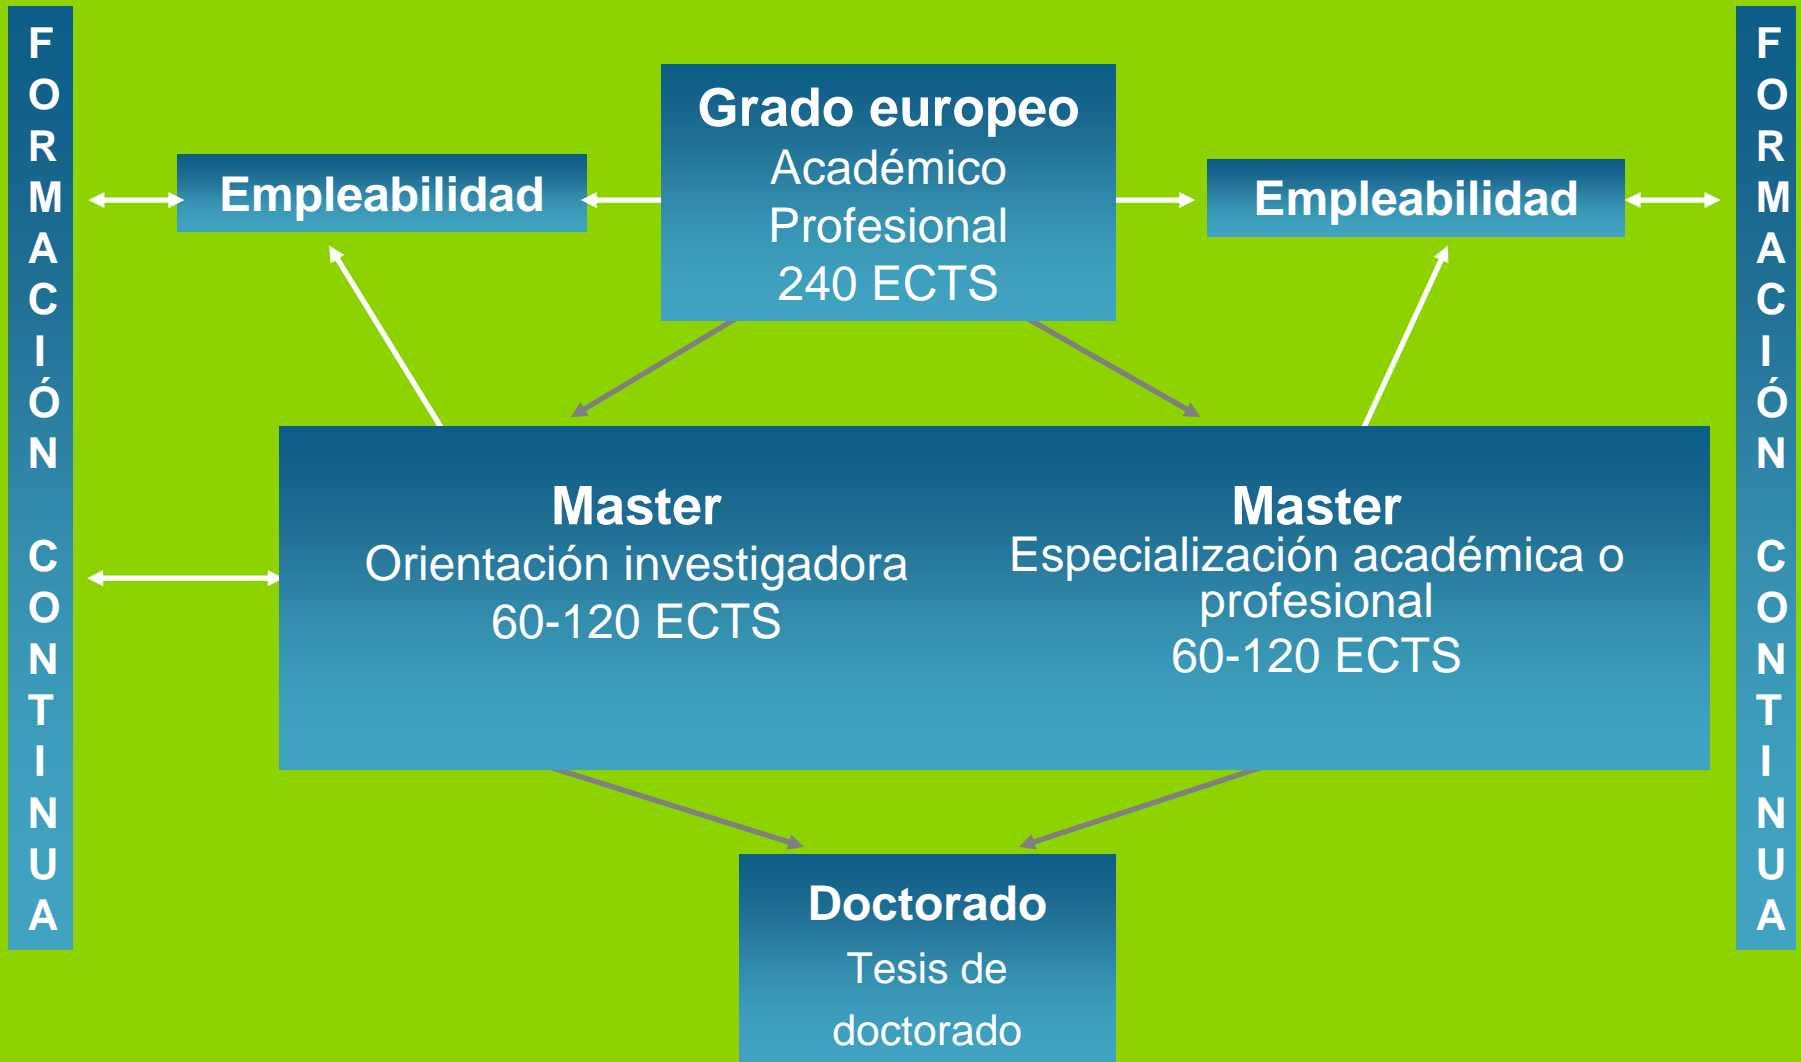 FORMACIÓN CONTINUA
Grado europeo
Académico
Profesional
240 ECTS
Empleabilidad
Empleabilidad
Master
Orientación investigadora
60-120 ECTS
Master
Especialización académica o
profesional
60-120 ECTS
Doctorado
Tesis de
doctorado
FORMACIÓN CONTINUA